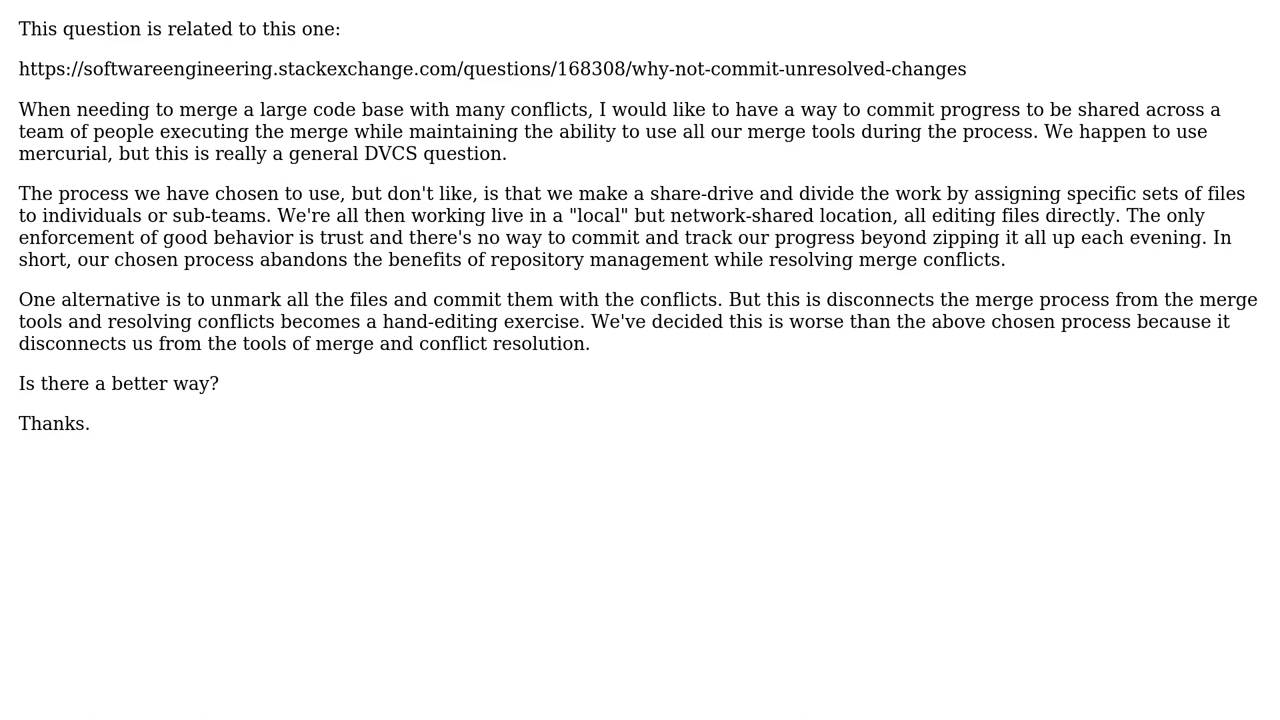 This question is related to this one:
https://softwareengineering.stackexchange.com/questions/168308/why-not-commit-unresolved-changes
When needing to merge a large code base with many conflicts, I would like to have a way to commit progress to be shared across a
team of people executing the merge while maintaining the ability to use all our merge tools during the process. We happen to use
mercurial, but this is really a general DVCS question.
The process we have chosen to use, but don't like, is that we make a share-drive and divide the work by assigning specific sets of files
to individuals or sub-teams. We're all then working live in a "local" but network-shared location, all editing files directly. The only
enforcement of good behavior is trust and there's no way to commit and track our progress beyond zipping it all up each evening. In
short, our chosen process abandons the benefits of repository management while resolving merge conflicts.
One alternative is to unmark all the files and commit them with the conflicts. But this is disconnects the merge process from the merge
tools and resolving conflicts becomes a hand-editing exercise. We've decided this is worse than the above chosen process because it
disconnects us from the tools of merge and conflict resolution.
Is there a better way?
Thanks.